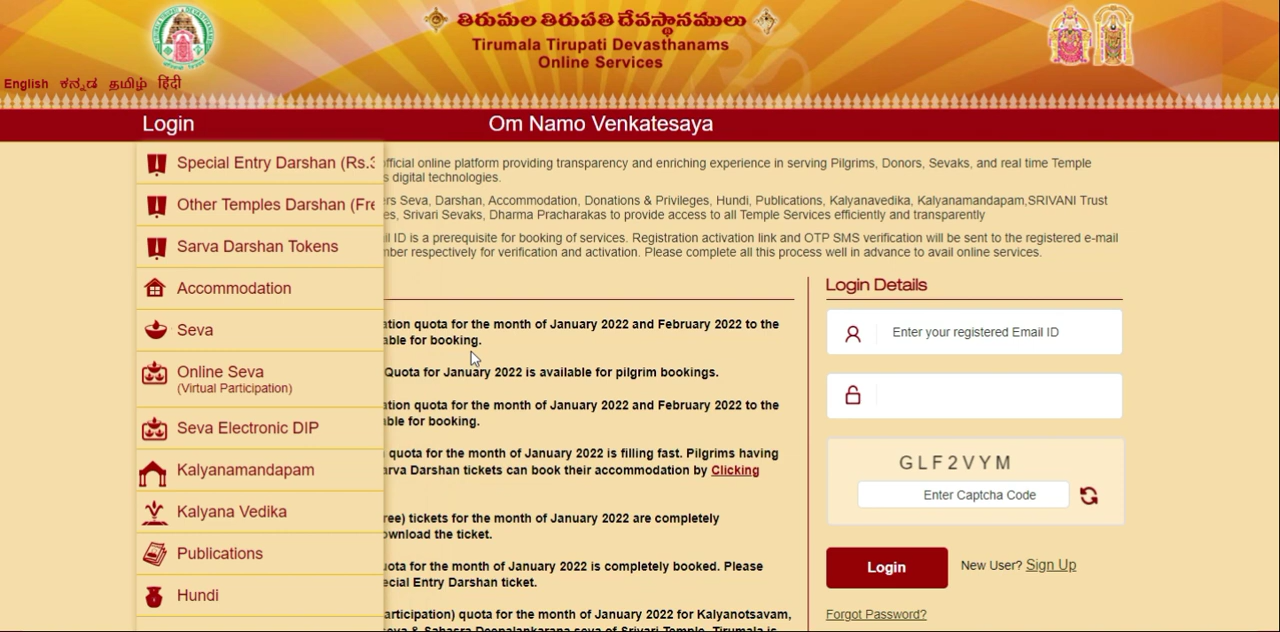 తిరుమల తిరుపతి దేవస్థానములు
Tirumala Tirupati Devasthanams
Online Services
English ಕನ್ನಡ தமிழ் हिंदी
Login
Om Namo Venkatesaya
Special Entry Darshan (Rs.3
Other Temples Darshan (Fre
Sarva Darshan Tokens
Accommodation
Seva
Online Seva
(Virtual Participation)
Seva Electronic DIP
Kalyanamandapam
Kalyana Vedika
Publications
Hundi
official online platform providing transparency and enriching experience in serving Pilgrims, Donors, Sevaks, and real time Temple
s digital technologies.
rs Seva, Darshan, Accommodation, Donations & Privileges, Hundi, Publications, Kalyanavedika, Kalyanamandapam,SRIVANI Trust
es, Srivari Sevaks, Dharma Pracharakas to provide access to all Temple Services efficiently and transparently
il ID is a prerequisite for booking of services. Registration activation link and OTP SMS verification will be sent to the registered e-mail
mber respectively for verification and activation. Please complete all this process well in advance to avail online services.
ation quota for the month of January 2022 and February 2022 to the
able for booking.
Quota for January 2022 is available for pilgrim bookings.
ation quota for the month of January 2022 and February 2022 to the
ble for booking.
quota for the month of January 2022 is filling fast. Pilgrims having
arva Darshan tickets can book their accommodation by Clicking
ree) tickets for the month of January 2022 are completely
ownload the ticket.
uota for the month of January 2022 is completely booked. Please
ecial Entry Darshan ticket.
articipation) quota for the month of January 2022 for Kalyanotsavam,
seva & Sahasra Deepalankarana seva of Srivari Temple, Tirumala is
Login Details
Enter your registered Email ID
GLF2VYM
Enter Captcha Code
Login
New User? Sign Up
Forgot Password?